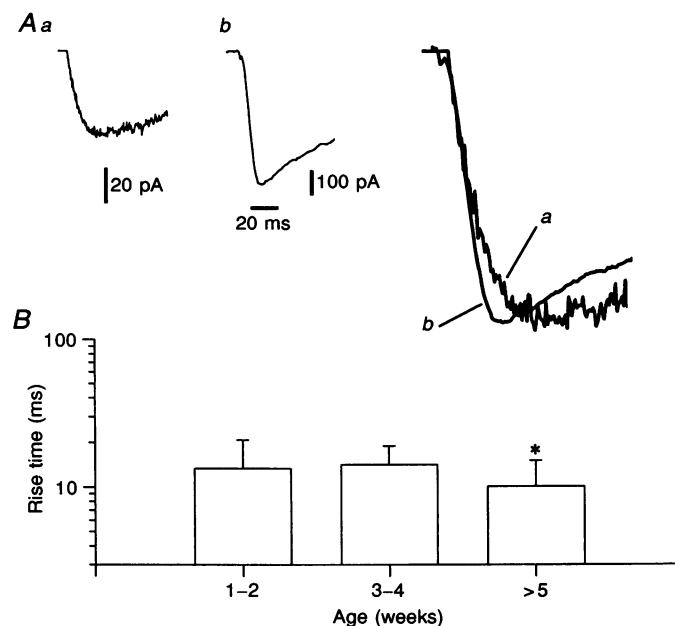 A a
b
20 pA
100 pA
20 ms
a
b
B
100
10
Rise time (ms)
*
1–2
3–4
>5
Age (weeks)